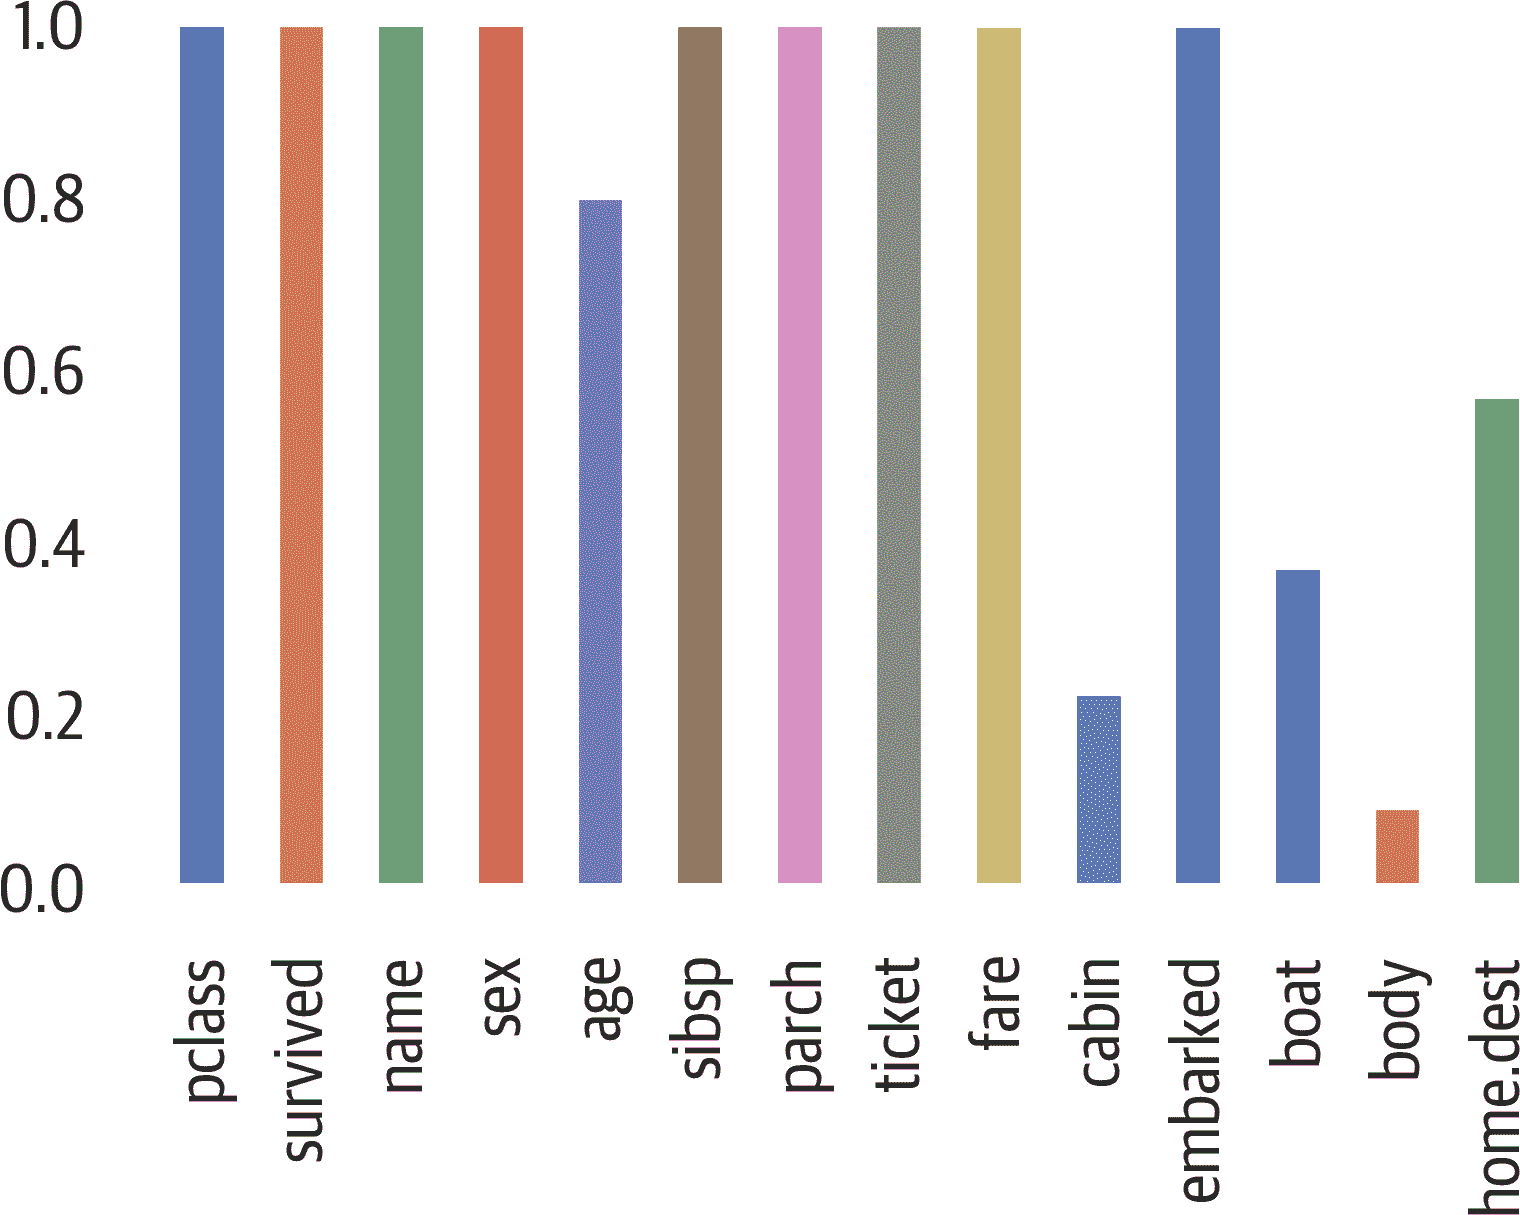 1.0
0.8
0.6
0.4
0.2
0.0
pclass
survived
name
sex
age
sibsp
parch
ticket
fare
cabin
embarked
boat
body
home.dest